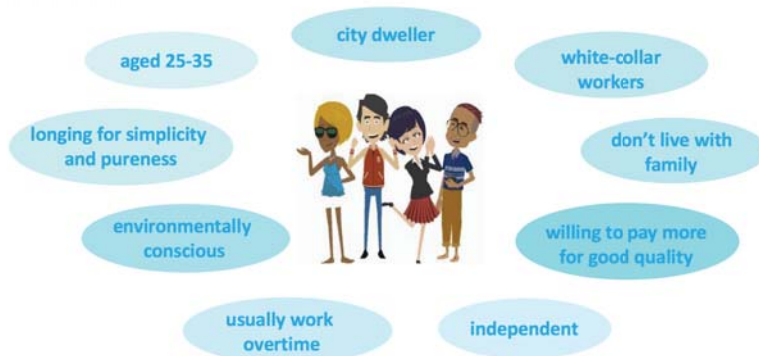 city dweller
aged 25-35
white-collar
workers
longing for simplicity
and pureness
don't live with
family
environmentally
conscious
willing to pay more
for good quality
usually work
overtime
independent